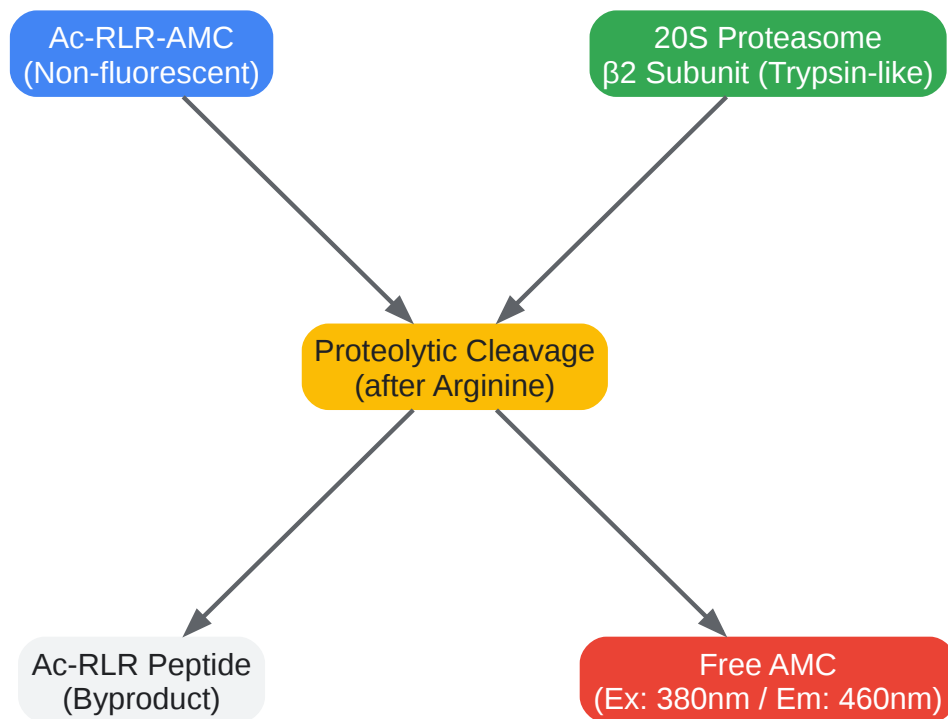 Ac-RLR-AMC
(Non-fluorescent)
20S Proteasome
β2 Subunit (Trypsin-like)
Proteolytic Cleavage
(after Arginine)
Ac-RLR Peptide
(Byproduct)
Free AMC
(Ex: 380nm / Em: 460nm)